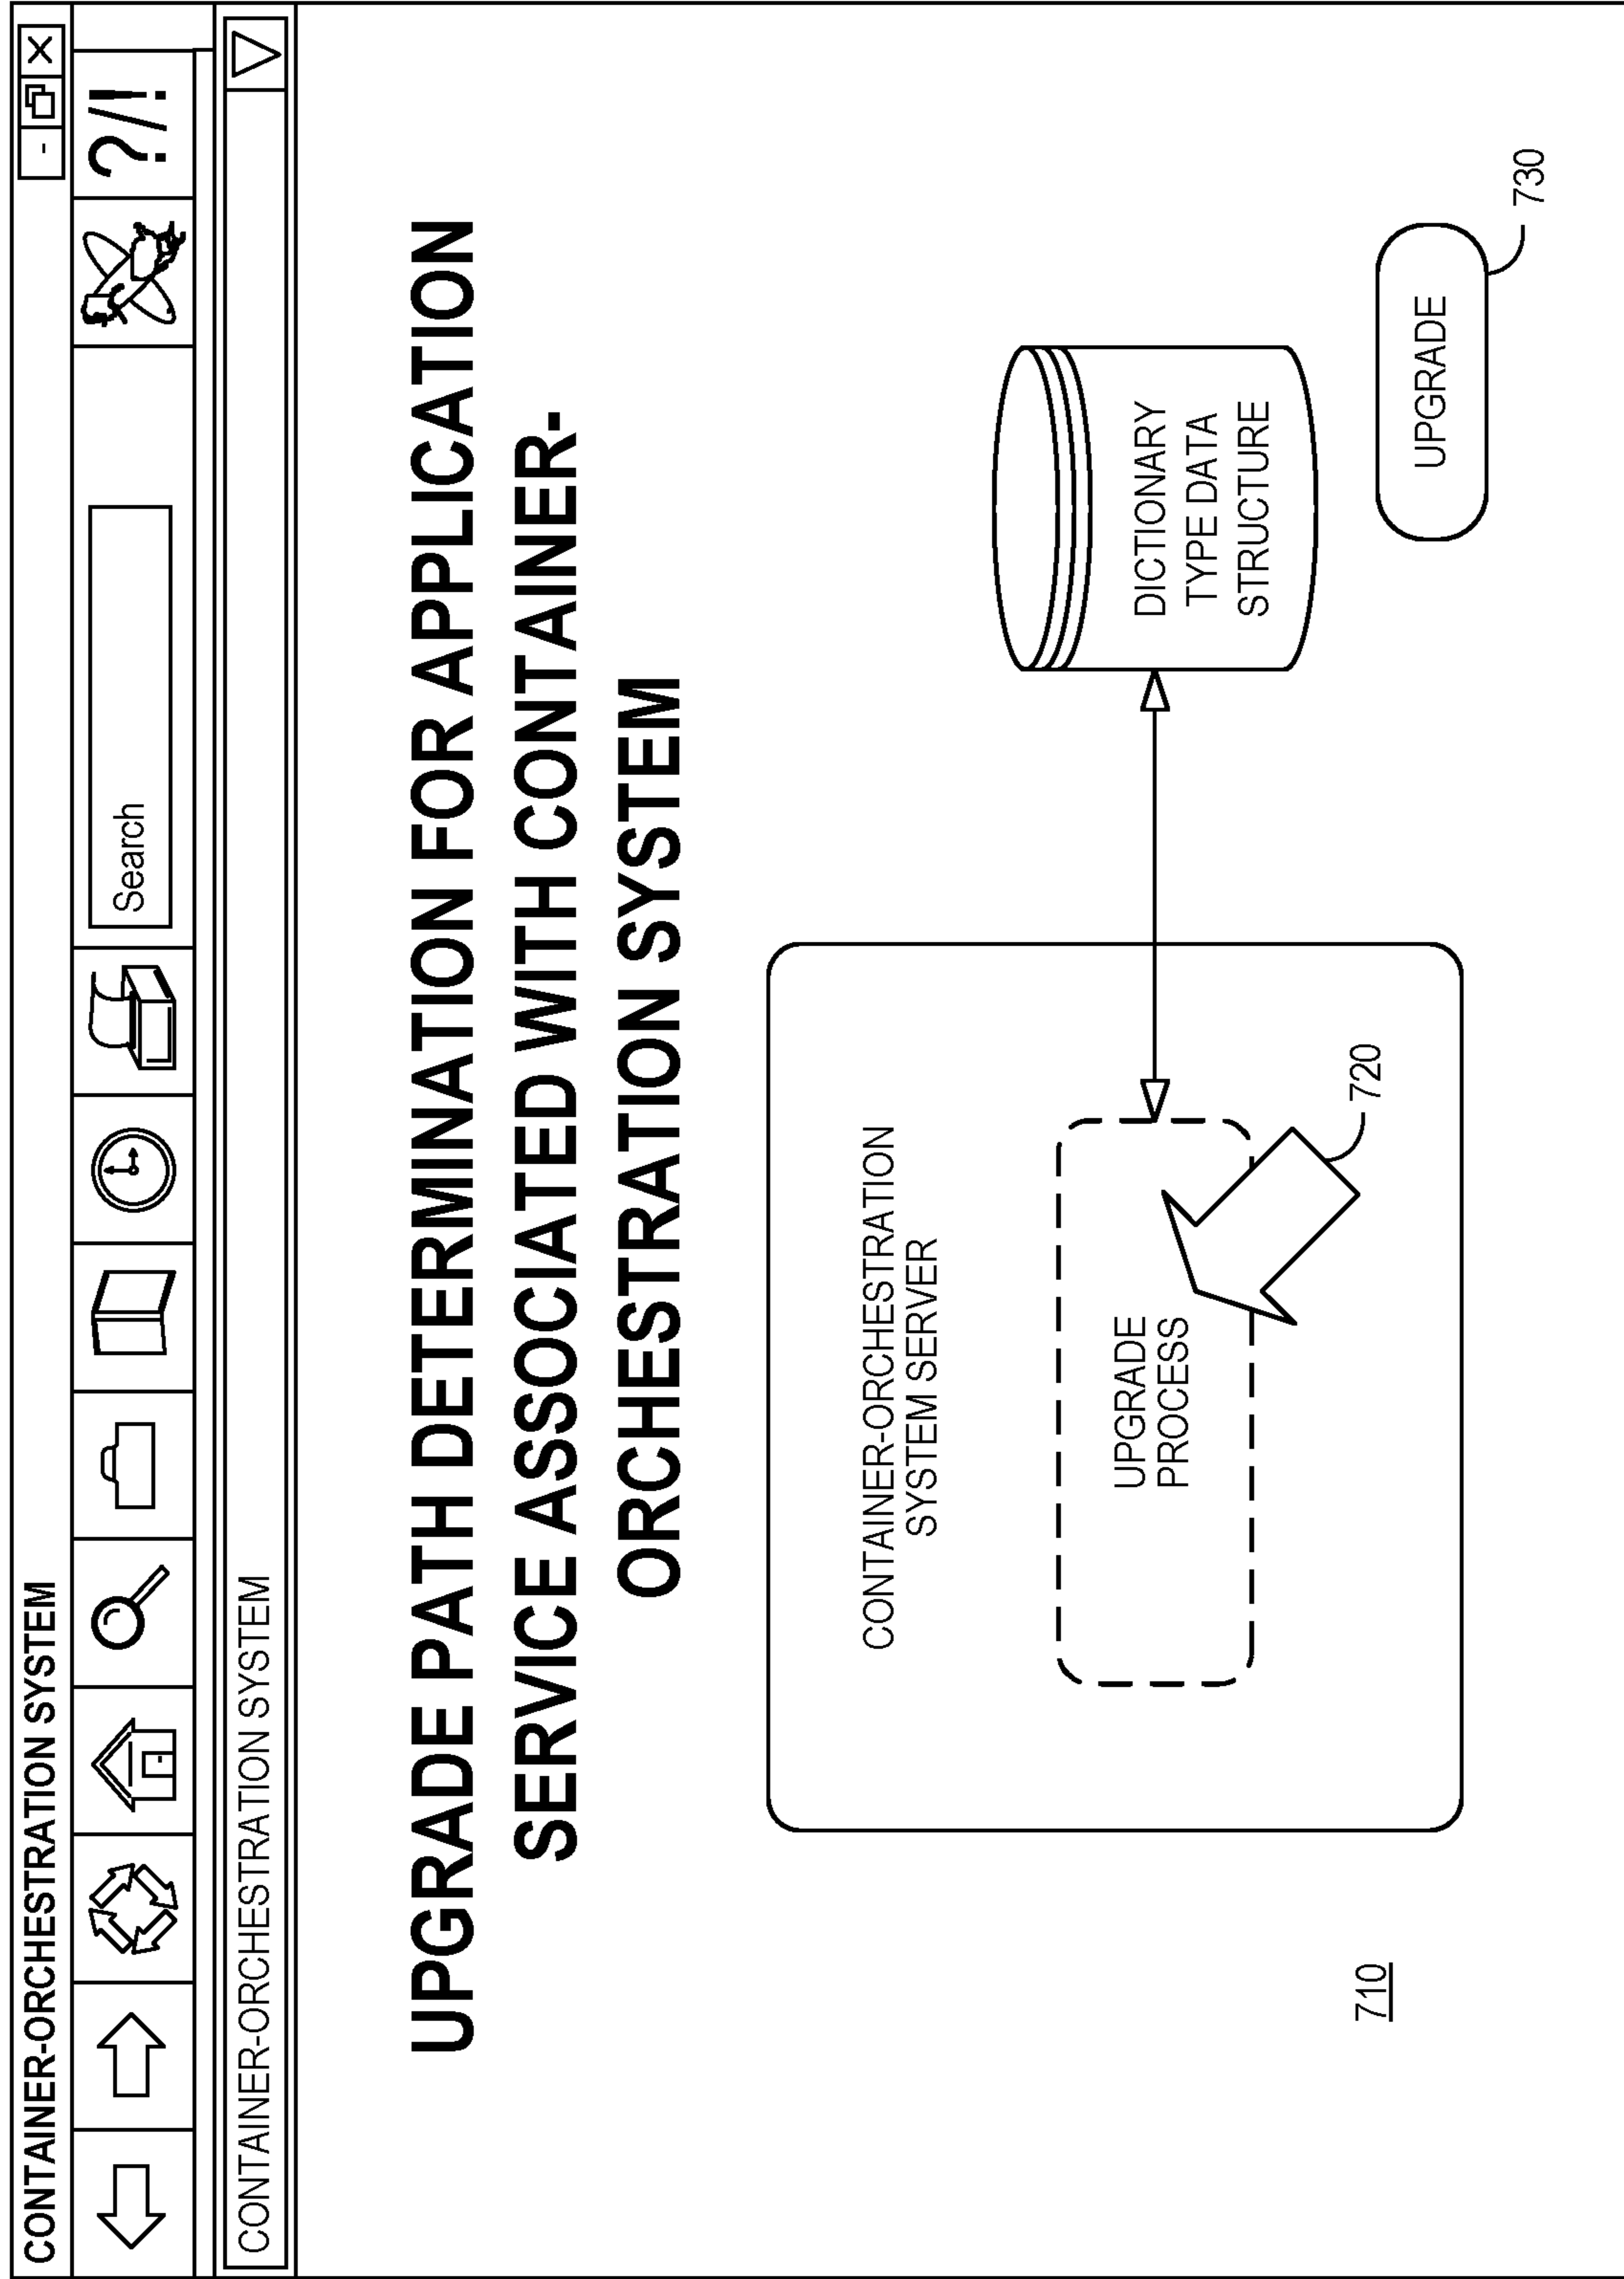 CONTAINER-ORCHESTRATION SYSTEM
- X
Search
?/!
CONTAINER-ORCHESTRATION SYSTEM
UPGRADE PATH DETERMINATION FOR APPLICATION
SERVICE ASSOCIATED WITH CONTAINER-
ORCHESTRATION SYSTEM
CONTAINER-ORCHESTRATION
SYSTEM SERVER
UPGRADE
PROCESS
720
DICTIONARY
TYPE DATA
STRUCTURE
710
UPGRADE
730